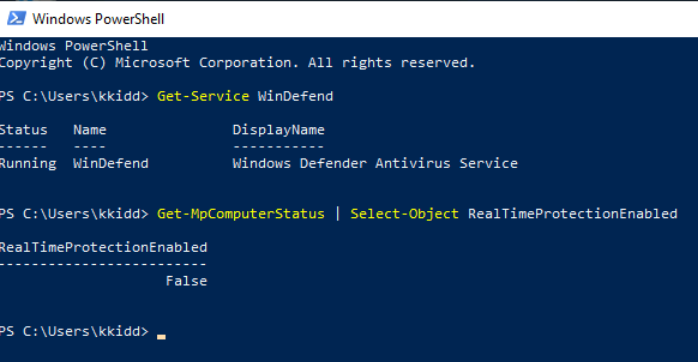 Windows PowerShell
Windows PowerShell
Copyright (C) Microsoft Corporation. All rights reserved.
PS C:\Users\kkidd> Get-Service WinDefend
Status   Name               DisplayName
------   ----               -----------
Running  WinDefend          Windows Defender Antivirus Service
PS C:\Users\kkidd> Get-MpComputerStatus | Select-Object RealTimeProtectionEnabled
RealTimeProtectionEnabled
-------------------------
                    False
PS C:\Users\kkidd>